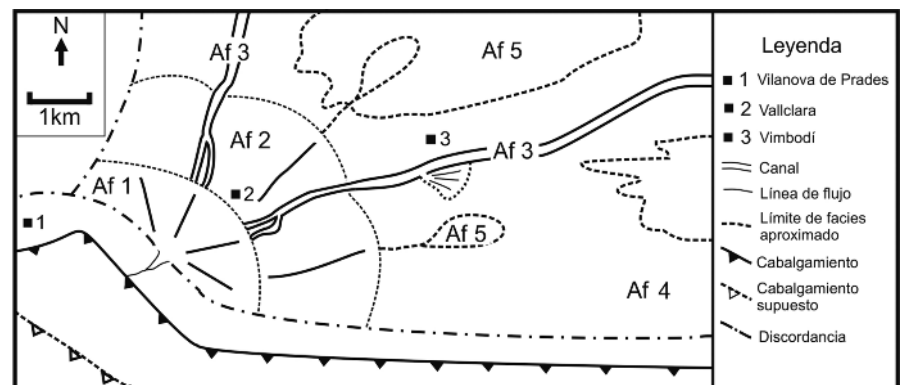 N
1km
Af 3
Af 5
Af 2
3
Af 3
Af 1
2
1
Af 5
Af 4
Leyenda
1 Vilanova de Prades
2 Vallclara
3 Vimbodí
Canal
Línea de flujo
Límite de facies
aproximado
Cabalgamiento
Cabalgamiento
supuesto
Discordancia